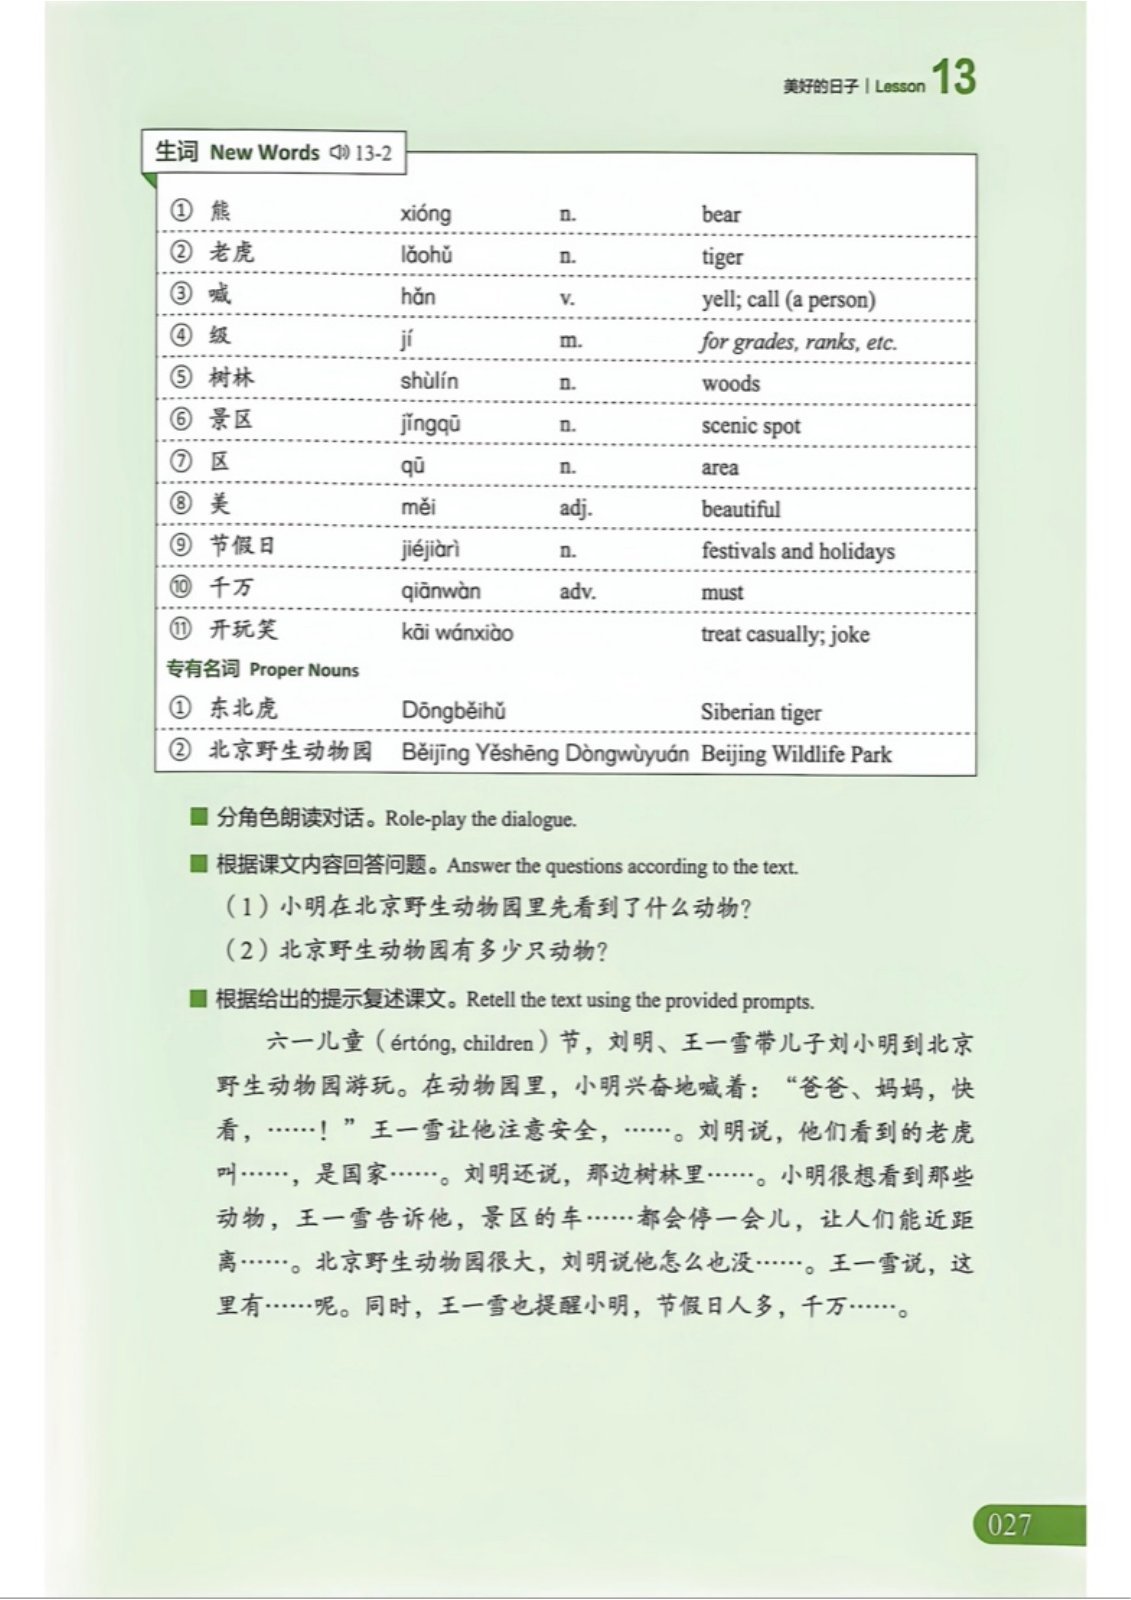 美好的日子 | Lesson 13
生词 New Words 13-2
① 熊 xióng n. bear
② 老虎 lǎohǔ n. tiger
③ 喊 hǎn v. yell; call (a person)
④ 级 jí m. for grades, ranks, etc.
⑤ 树林 shùlín n. woods
⑥ 景区 jǐngqū n. scenic spot
⑦ 区 qū n. area
⑧ 美 měi adj. beautiful
⑨ 节假日 jiéjiàrì n. festivals and holidays
⑩ 千万 qiānwàn adv. must
⑪ 开玩笑 kāi wánxiào treat casually; joke
专有名词 Proper Nouns
① 东北虎 Dōngběihǔ Siberian tiger
② 北京野生动物园 Běijīng Yěshēng Dòngwùyuán Beijing Wildlife Park
■ 分角色朗读对话。Role-play the dialogue.
■ 根据课文内容回答问题。Answer the questions according to the text.
（1）小明在北京野生动物园里先看到了什么动物？
（2）北京野生动物园有多少只动物？
■ 根据给出的提示复述课文。Retell the text using the provided prompts.
六一儿童（értóng, children）节，刘明、王一雪带儿子刘小明到北京
野生动物园游玩。在动物园里，小明兴奋地喊着：“爸爸、妈妈，快
看，……！”王一雪让他注意安全，……。刘明说，他们看到的老虎
叫……，是国家……。刘明还说，那边树林里……。小明很想看到那些
动物，王一雪告诉他，景区的车……都会停一会儿，让人们能近距
离……。北京野生动物园很大，刘明说他怎么也没……。王一雪说，这
里有……呢。同时，王一雪也提醒小明，节假日人多，千万……。
027